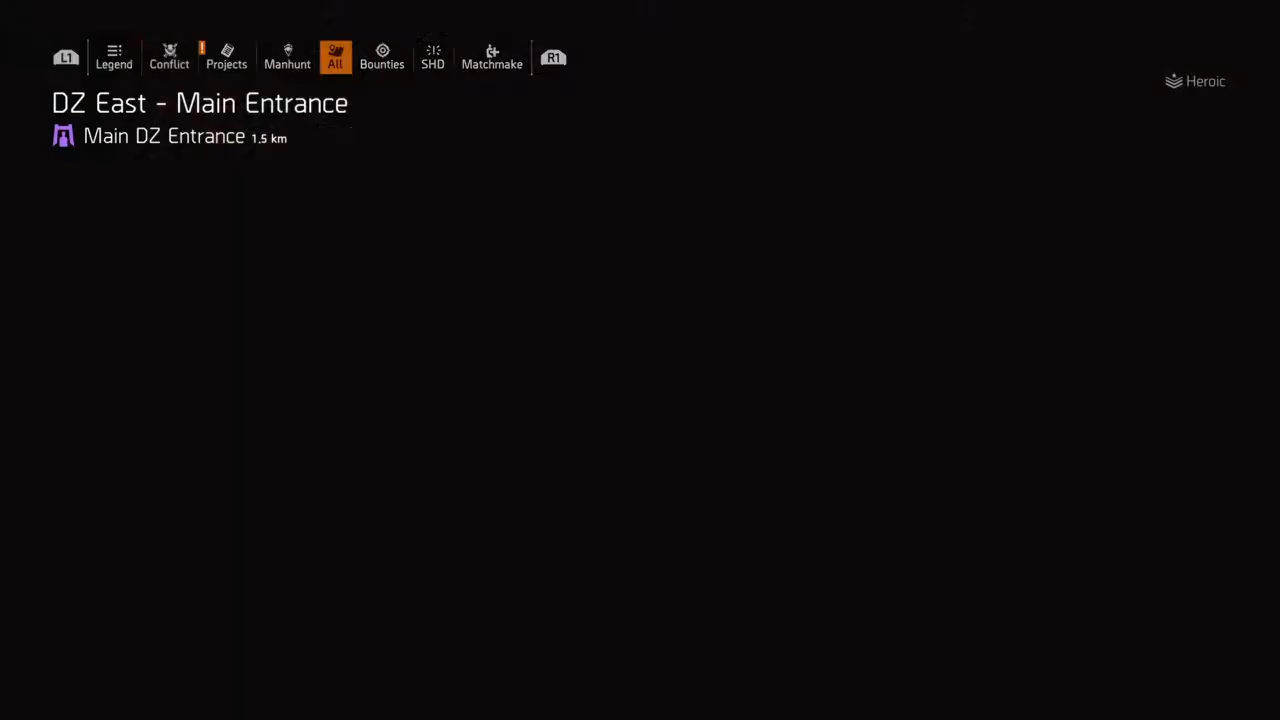 L1 Legend Conflict ! Projects Manhunt All Bounties SHD Matchmake R1
Heroic
DZ East - Main Entrance
Main DZ Entrance 1.5 km